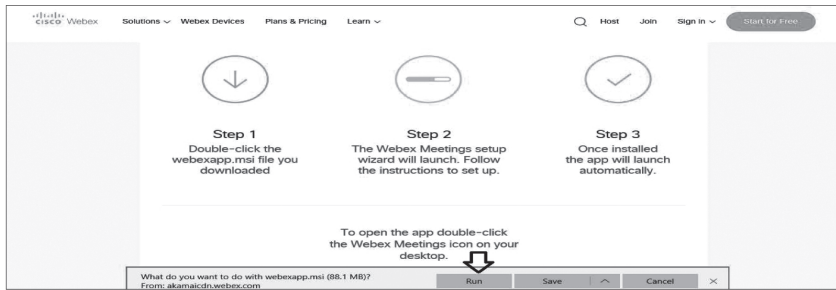 cisco Webex Solutions Webex Devices Plans & Pricing Learn Host Join Sign in Start for Free
Step 1
Double-click the
webexapp.msi file you
downloaded
Step 2
The Webex Meetings setup
wizard will launch. Follow
the instructions to set up.
Step 3
Once installed
the app will launch
automatically.
To open the app double-click
the Webex Meetings icon on your
desktop.
What do you want to do with webexapp.msi (88.1 MB)?
From: akamaicdn.webex.com
Run Save Cancel